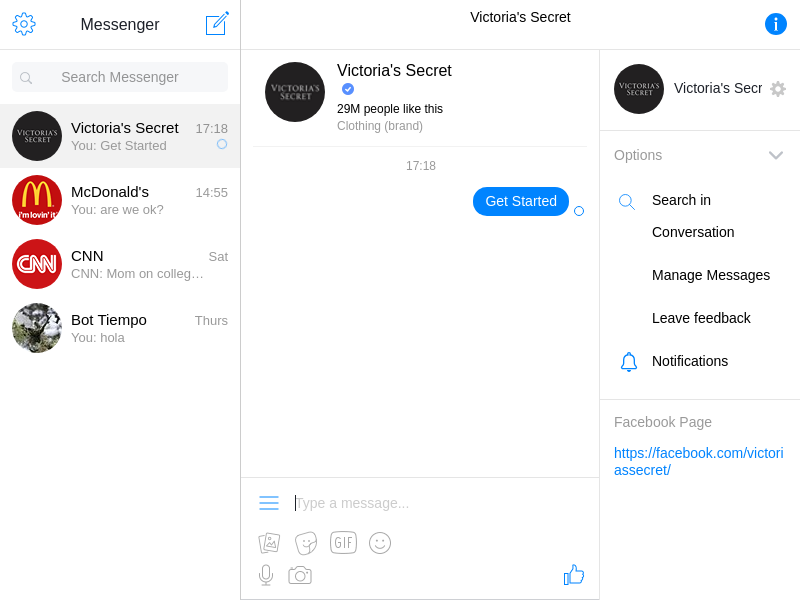 Messenger
Victoria's Secret
i
Search Messenger
VICTORIA'S
SECRET
Victoria's Secret
17:18
You: Get Started
i'm lovin' it
McDonald's
14:55
You: are we ok?
CNN
CNN
Sat
CNN: Mom on colleg…
Bot Tiempo
Thurs
You: hola
VICTORIA'S
SECRET
Victoria's Secret
29M people like this
Clothing (brand)
17:18
Get Started
Type a message...
GIF
VICTORIA'S
SECRET
Victoria's Secr
Options
Search in
Conversation
Manage Messages
Leave feedback
Notifications
Facebook Page
https://facebook.com/victori
assecret/